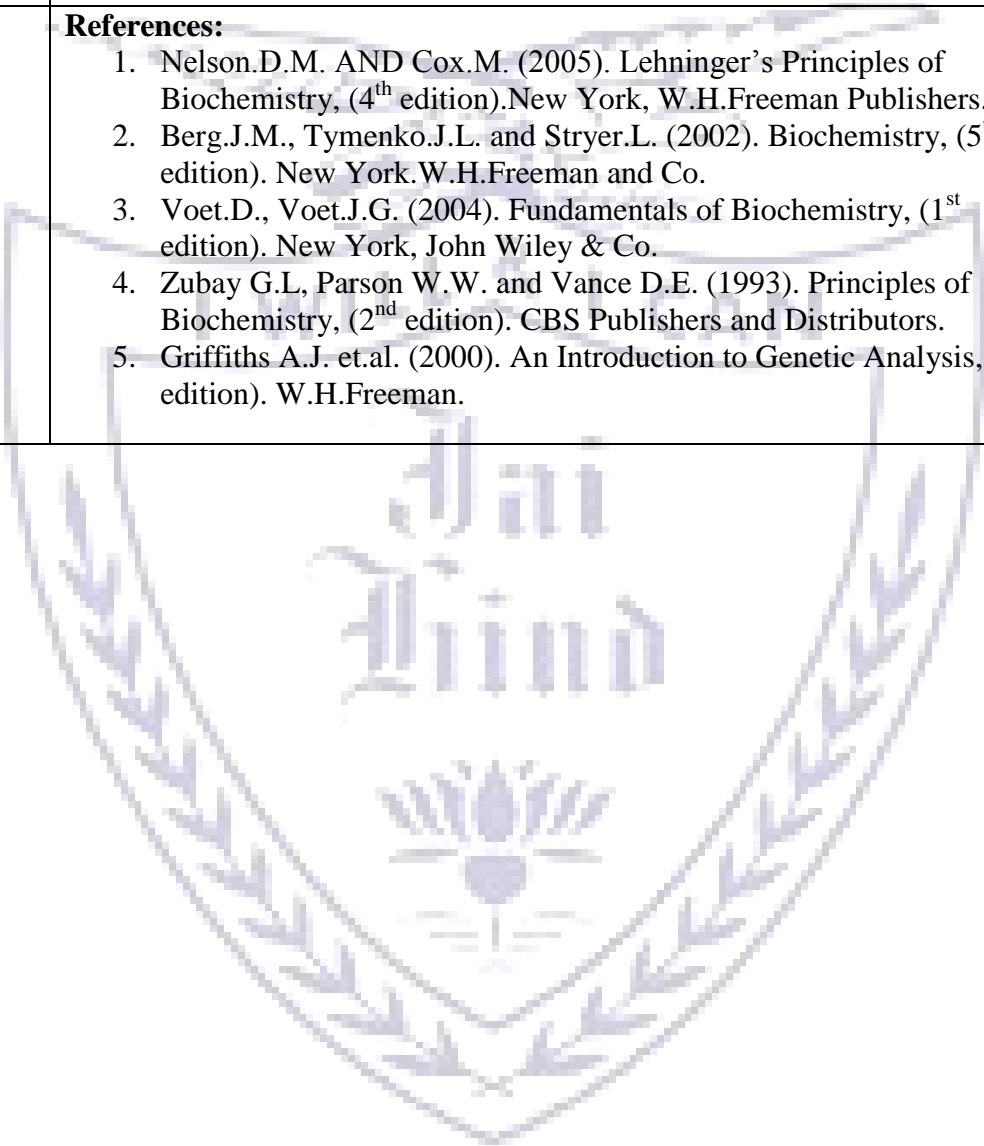 References:
1. Nelson.D.M. AND Cox.M. (2005). Lehninger’s Principles of
Biochemistry, (4th edition).New York, W.H.Freeman Publishers.
2. Berg.J.M., Tymenko.J.L. and Stryer.L. (2002). Biochemistry, (5
edition). New York.W.H.Freeman and Co.
3. Voet.D., Voet.J.G. (2004). Fundamentals of Biochemistry, (1st
edition). New York, John Wiley & Co.
4. Zubay G.L, Parson W.W. and Vance D.E. (1993). Principles of
Biochemistry, (2nd edition). CBS Publishers and Distributors.
I WILL & I CAN
5. Griffiths A.J. et.al. (2000). An Introduction to Genetic Analysis,
edition). W.H.Freeman.
Jai
Hind